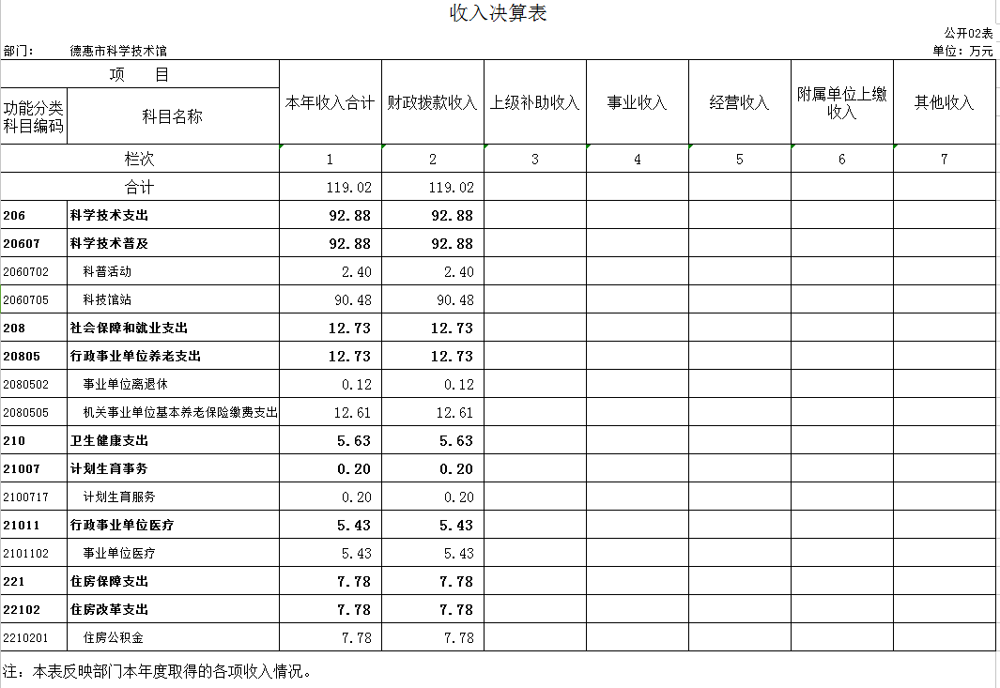 收入决算表
公开02表
部门： 德惠市科学技术馆 单位：万元
项 目 本年收入合计 财政拨款收入 上级补助收入 事业收入 经营收入 附属单位上缴收入 其他收入
功能分类科目编码 科目名称
栏次 1 2 3 4 5 6 7
合计 119.02 119.02
206 科学技术支出 92.88 92.88
20607 科学技术普及 92.88 92.88
2060702 科普活动 2.40 2.40
2060705 科技馆站 90.48 90.48
208 社会保障和就业支出 12.73 12.73
20805 行政事业单位养老支出 12.73 12.73
2080502 事业单位离退休 0.12 0.12
2080505 机关事业单位基本养老保险缴费支出 12.61 12.61
210 卫生健康支出 5.63 5.63
21007 计划生育事务 0.20 0.20
2100717 计划生育服务 0.20 0.20
21011 行政事业单位医疗 5.43 5.43
2101102 事业单位医疗 5.43 5.43
221 住房保障支出 7.78 7.78
22102 住房改革支出 7.78 7.78
2210201 住房公积金 7.78 7.78
注：本表反映部门本年度取得的各项收入情况。